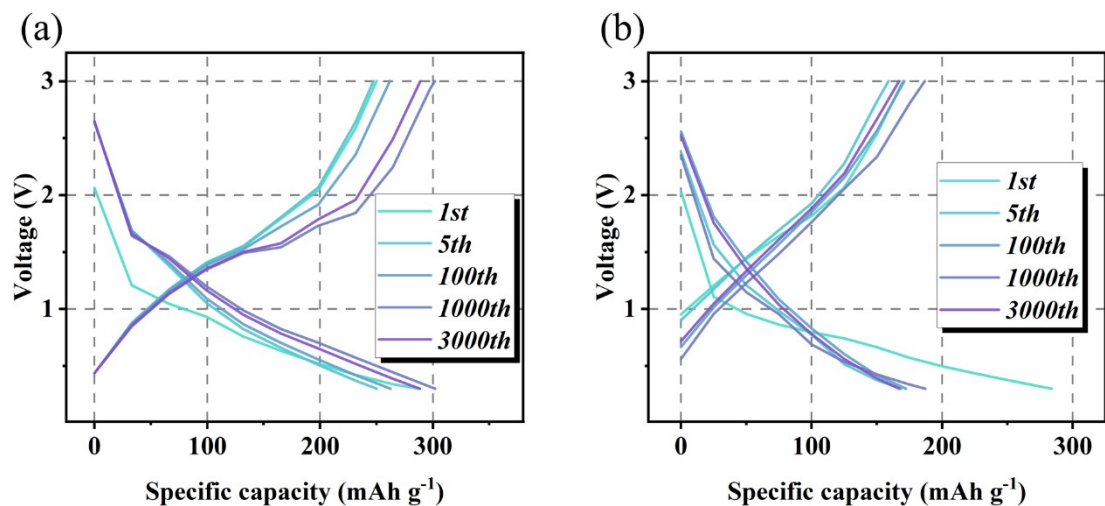 (a)
3
2
1
Voltage (V)
1st
5th
100th
1000th
3000th
0 100 200 300
Specific capacity (mAh g-1)
(b)
3
2
1
Voltage (V)
1st
5th
100th
1000th
3000th
0 100 200 300
Specific capacity (mAh g-1)